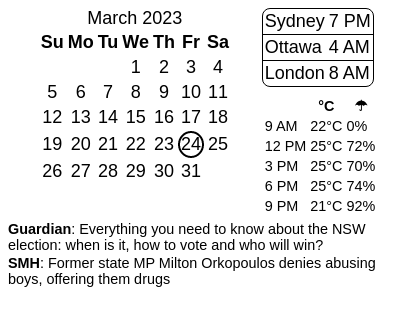 March 2023
Su Mo Tu We Th Fr Sa
1 2 3 4
5 6 7 8 9 10 11
12 13 14 15 16 17 18
19 20 21 22 23 24 25
26 27 28 29 30 31
Sydney 7 PM
Ottawa 4 AM
London 8 AM
°C ☂
9 AM 22°C 0%
12 PM 25°C 72%
3 PM 25°C 70%
6 PM 25°C 74%
9 PM 21°C 92%
Guardian: Everything you need to know about the NSW
election: when is it, how to vote and who will win?
SMH: Former state MP Milton Orkopoulos denies abusing
boys, offering them drugs